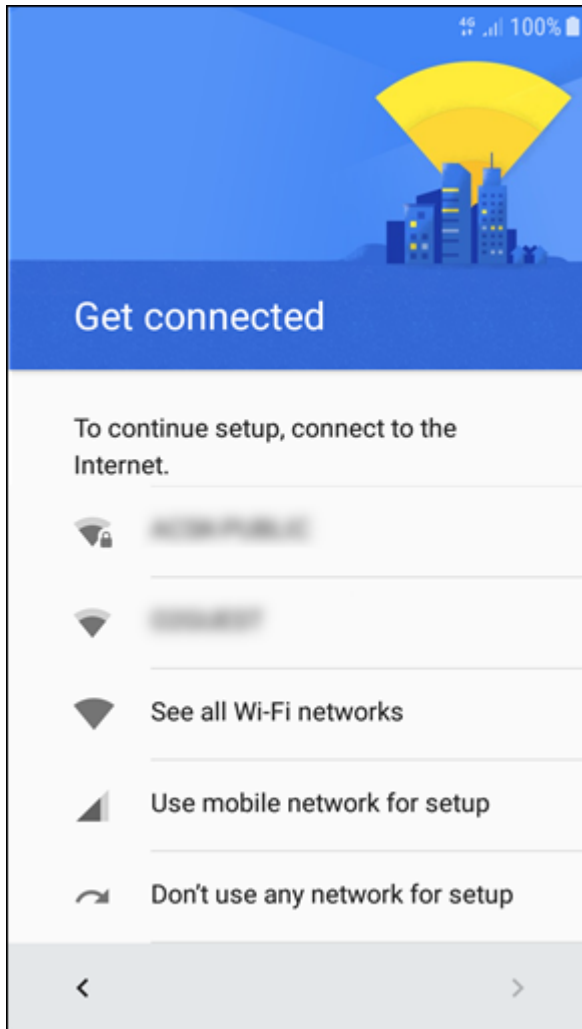 4G 100%
Get connected
To continue setup, connect to the
Internet.
See all Wi-Fi networks
Use mobile network for setup
Don't use any network for setup